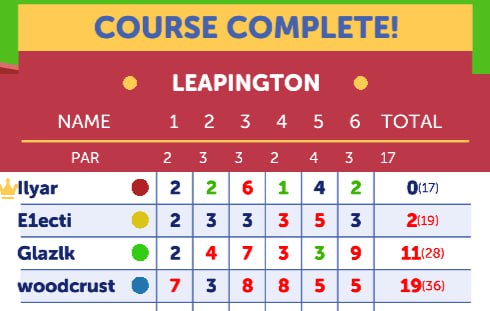 COURSE COMPLETE!
LEAPINGTON
NAME 1 2 3 4 5 6 TOTAL
PAR 2 3 3 2 4 3 17
Ilyar 2 2 6 1 4 2 0(17)
E1ecti 2 3 3 3 5 3 2(19)
Glazlk 2 4 7 3 3 9 11(28)
woodcrust 7 3 8 8 5 5 19(36)